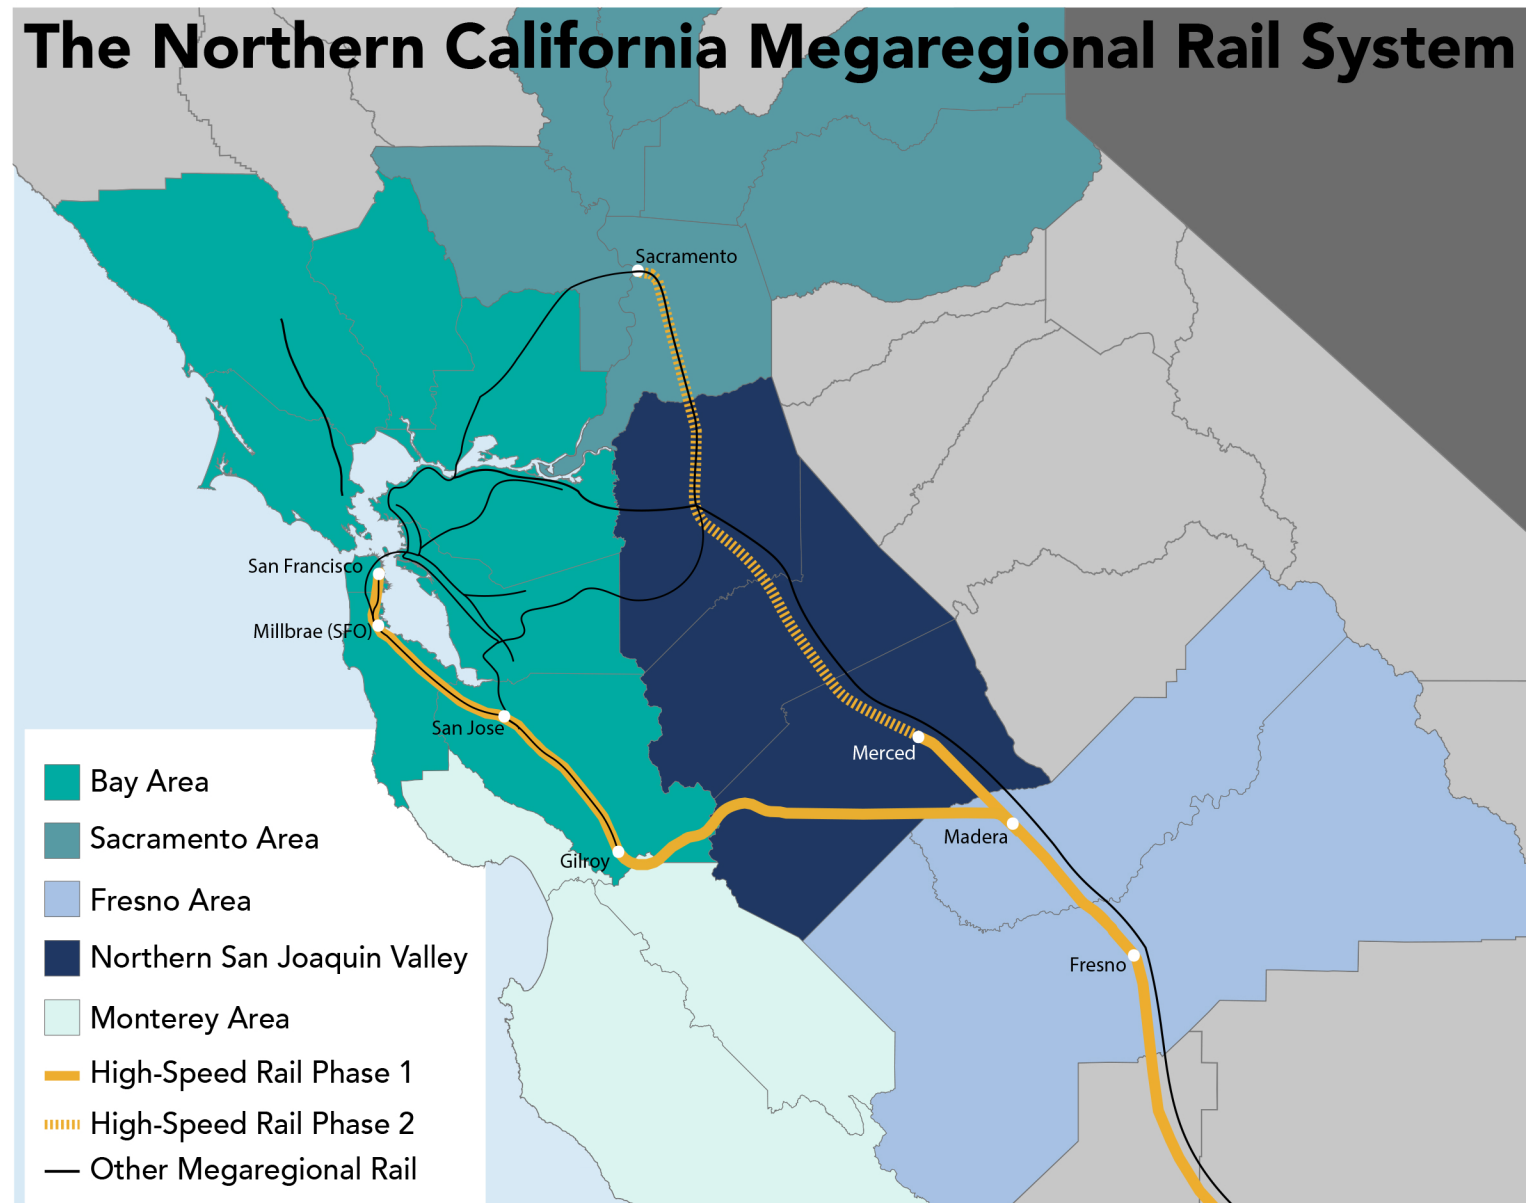 The Northern California Megaregional Rail System
Sacramento
San Francisco
Millbrae (SFO)
San Jose
Merced
Gilroy
Madera
Fresno
Bay Area
Sacramento Area
Fresno Area
Northern San Joaquin Valley
Monterey Area
High-Speed Rail Phase 1
High-Speed Rail Phase 2
Other Megaregional Rail